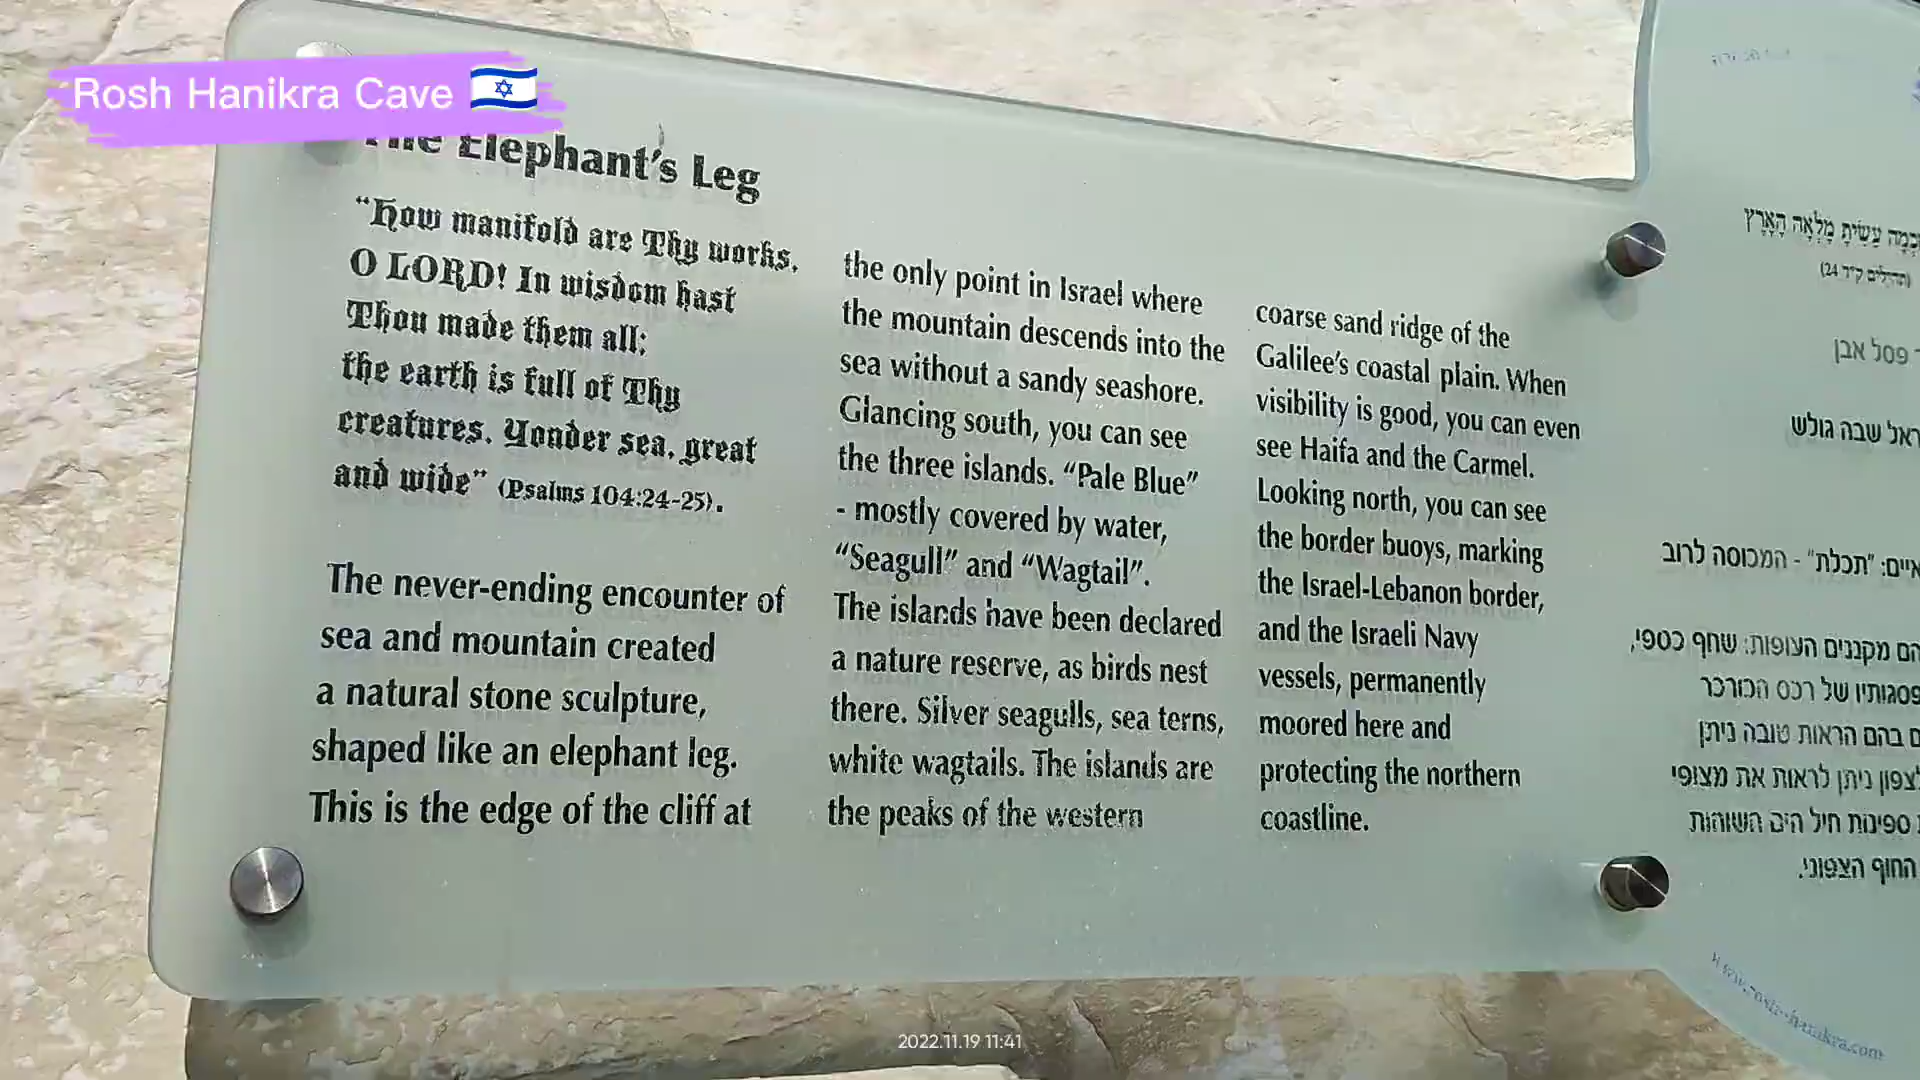 Rosh Hanikra Cave 🇮🇱
The Elephant's Leg
"How manifold are Thy works,
O LORD! In wisdom hast
Thou made them all;
the earth is full of Thy
creatures. Yonder sea, great
and wide" (Psalms 104:24-25).
The never-ending encounter of
sea and mountain created
a natural stone sculpture,
shaped like an elephant leg.
This is the edge of the cliff at
the only point in Israel where
the mountain descends into the
sea without a sandy seashore.
Glancing south, you can see
the three islands. "Pale Blue"
- mostly covered by water,
"Seagull" and "Wagtail".
The islands have been declared
a nature reserve, as birds nest
there. Silver seagulls, sea terns,
white wagtails. The islands are
the peaks of the western
coarse sand ridge of the
Galilee's coastal plain. When
visibility is good, you can even
see Haifa and the Carmel.
Looking north, you can see
the border buoys, marking
the Israel-Lebanon border,
and the Israeli Navy
vessels, permanently
moored here and
protecting the northern
coastline.
עָשִׂיתָ מָלְאָה הָאָרֶץ
(תהילים ק"ד 24)
פסל אבן
שבה גולש
איים: "תכלת" - המכוסה לרוב
מקננים העופות: שחף כספי,
של רכס הכורכר
בהם הראות טובה ניתן
לצפון ניתן לראות את מצופי
ספינות חיל הים השוהות
החוף הצפוני.
www.rosh-hanikra.com
2022.11.19 11:41